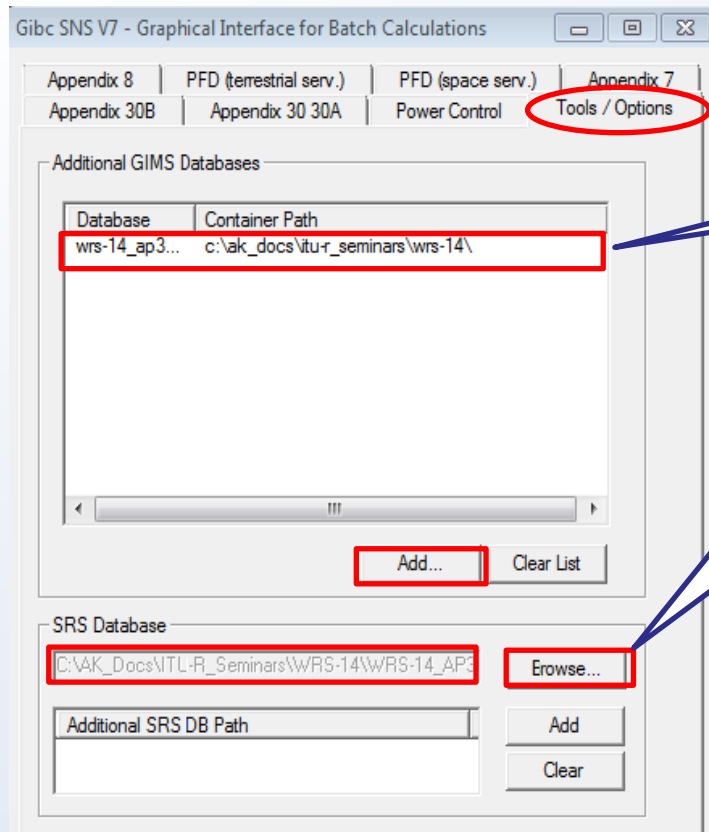 Gibc SNS V7 - Graphical Interface for Batch Calculations
Appendix 8 PFD (terrestrial serv.) PFD (space serv.) Appendix 7
Appendix 30B Appendix 30 30A Power Control Tools / Options
Additional GIMS Databases
Database Container Path
wrs-14_ap3... c:\ak_docs\itu-r_seminars\wrs-14\
Add... Clear List
SRS Database
C:\AK_Docs\ITL-R_Seminars\WRS-14\WRS-14_AP3 Erowse...
Additional SRS DB Path Add
Clear